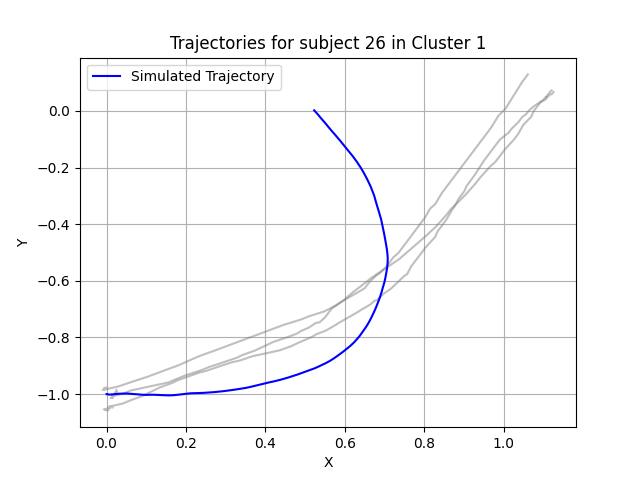 Trajectories for subject 26 in Cluster 1
Simulated Trajectory
0.0
−0.2
−0.4
−0.6
−0.8
−1.0
Y
0.0 0.2 0.4 0.6 0.8 1.0
X